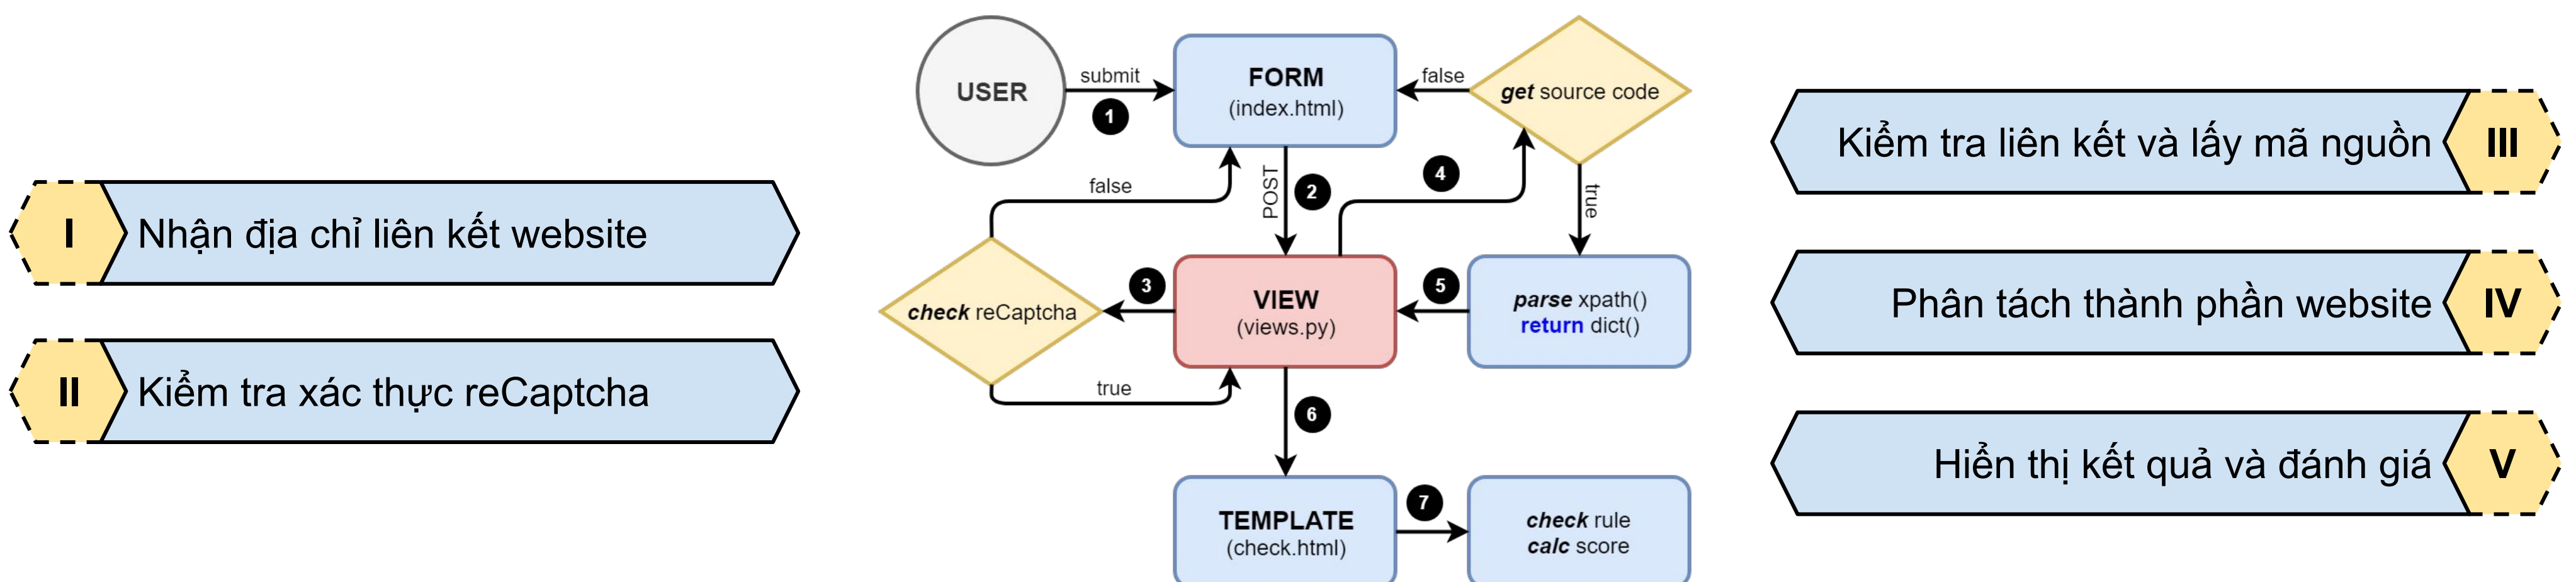 I
Nhận địa chỉ liên kết website
II
Kiểm tra xác thực reCaptcha
USER
submit
1
FORM
(index.html)
false
get source code
false
POST
2
4
true
check reCaptcha
3
VIEW
(views.py)
5
parse xpath()
return dict()
true
6
TEMPLATE
(check.html)
7
check rule
calc score
Kiểm tra liên kết và lấy mã nguồn
III
Phân tách thành phần website
IV
Hiển thị kết quả và đánh giá
V